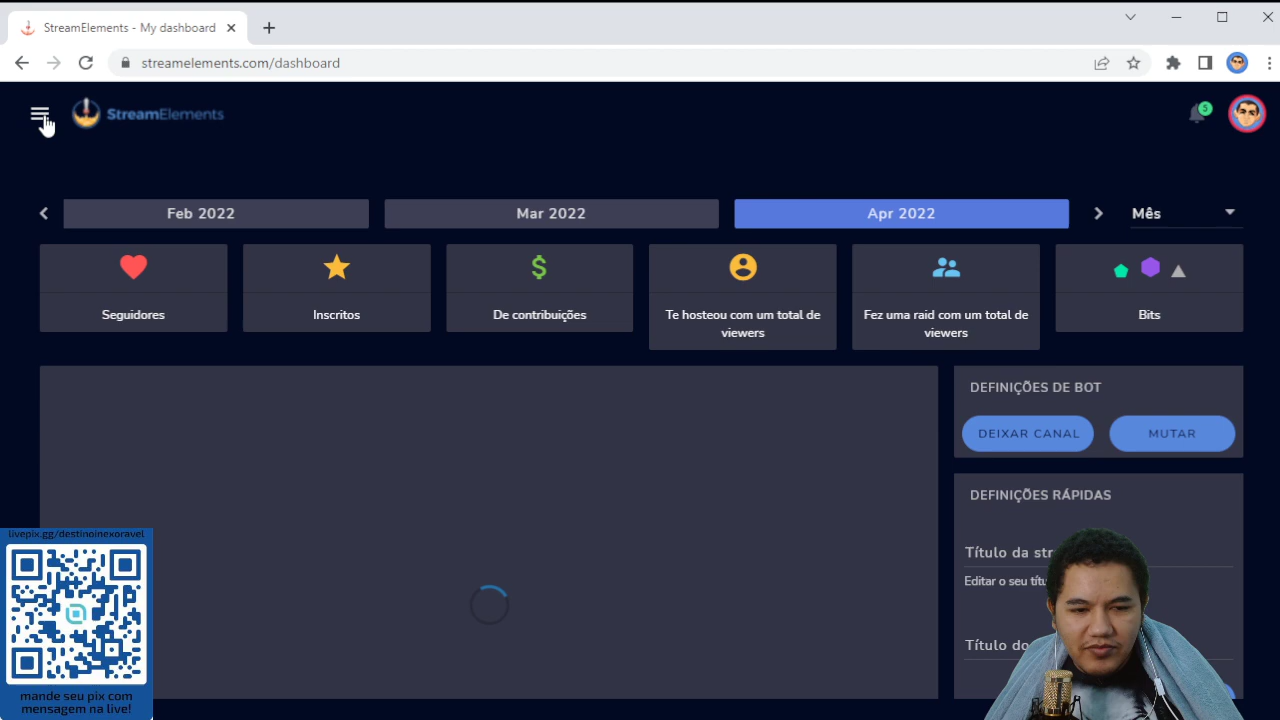 StreamElements - My dashboard
streamelements.com/dashboard
StreamElements
5
Feb 2022
Mar 2022
Apr 2022
Mês
Seguidores
Inscritos
De contribuições
Te hosteou com um total de
viewers
Fez uma raid com um total de
viewers
Bits
DEFINIÇÕES DE BOT
DEIXAR CANAL
MUTAR
DEFINIÇÕES RÁPIDAS
Título da str
Editar o seu títu
Título do
livepix.gg/destinoinexoravel
mande seu pix com
mensagem na live!